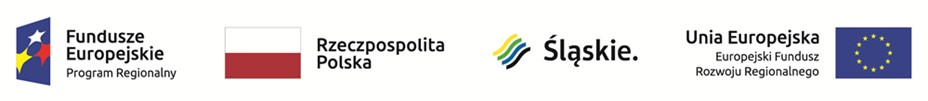 Fundusze
Europejskie
Program Regionalny
Rzeczpospolita
Polska
Śląskie.
Unia Europejska
Europejski Fundusz
Rozwoju Regionalnego